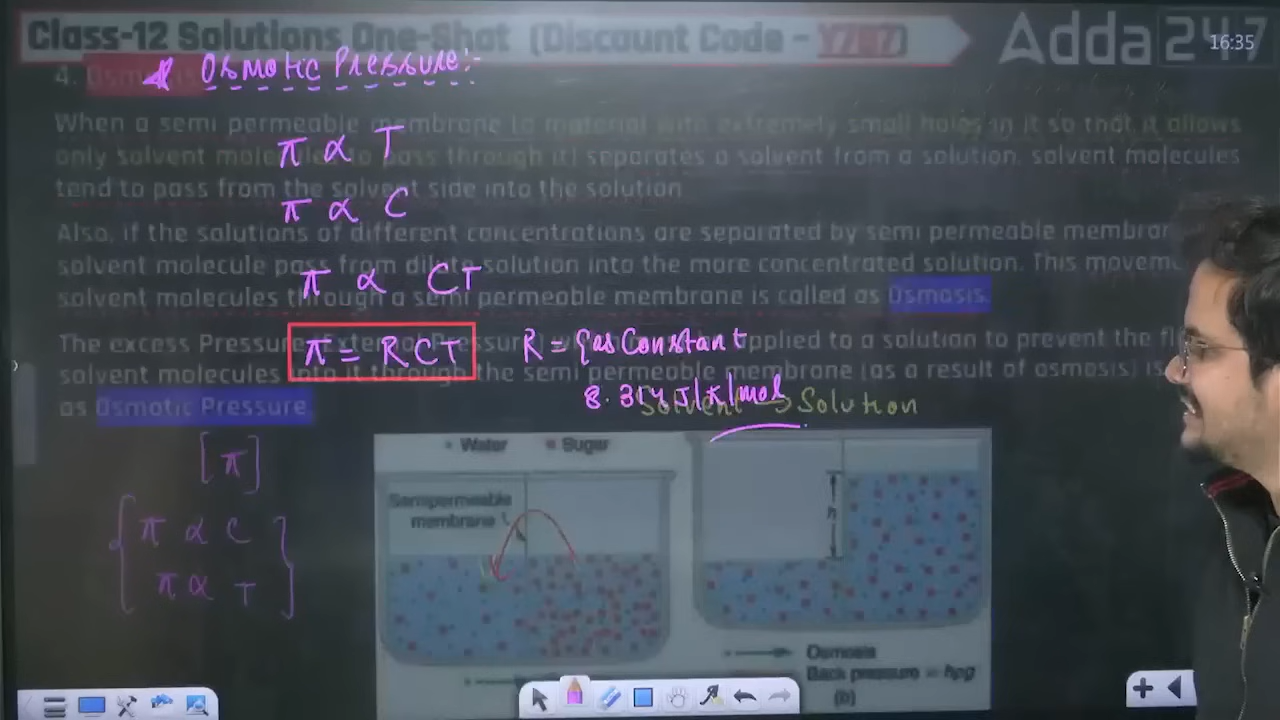 Class-12 Solutions One-Shot (Discount Code -
Adda 247
16:35
Osmotic Pressure:-
4.
When a semi permeable membrane (a material with extremely small holes in it so that it allows
only solvent molecules to pass through it) separates a solvent from a solution, solvent molecules
tend to pass from the solvent side into the solution
π ∝ T
π ∝ C
Also, if the solutions of different concentrations are separated by semi permeable
solvent molecule pass from dilute solution into the more concentrated solution. This
solvent molecules through a semi permeable membrane is called as Osmosis.
π ∝ CT
The excess Pressure External Pressure applied to a solution to prevent the
solvent molecules into it through the semi permeable membrane (as a result of osmosis) is
as Osmotic Pressure
π = RCT
R = gas Constant
8.314 J/K/mol
Solvent → Solution
[π]
{π ∝ C
π ∝ T}
Water
Sugar
Semipermeable
membrane
h
Osmosis
Back pressure = hρg
(b)